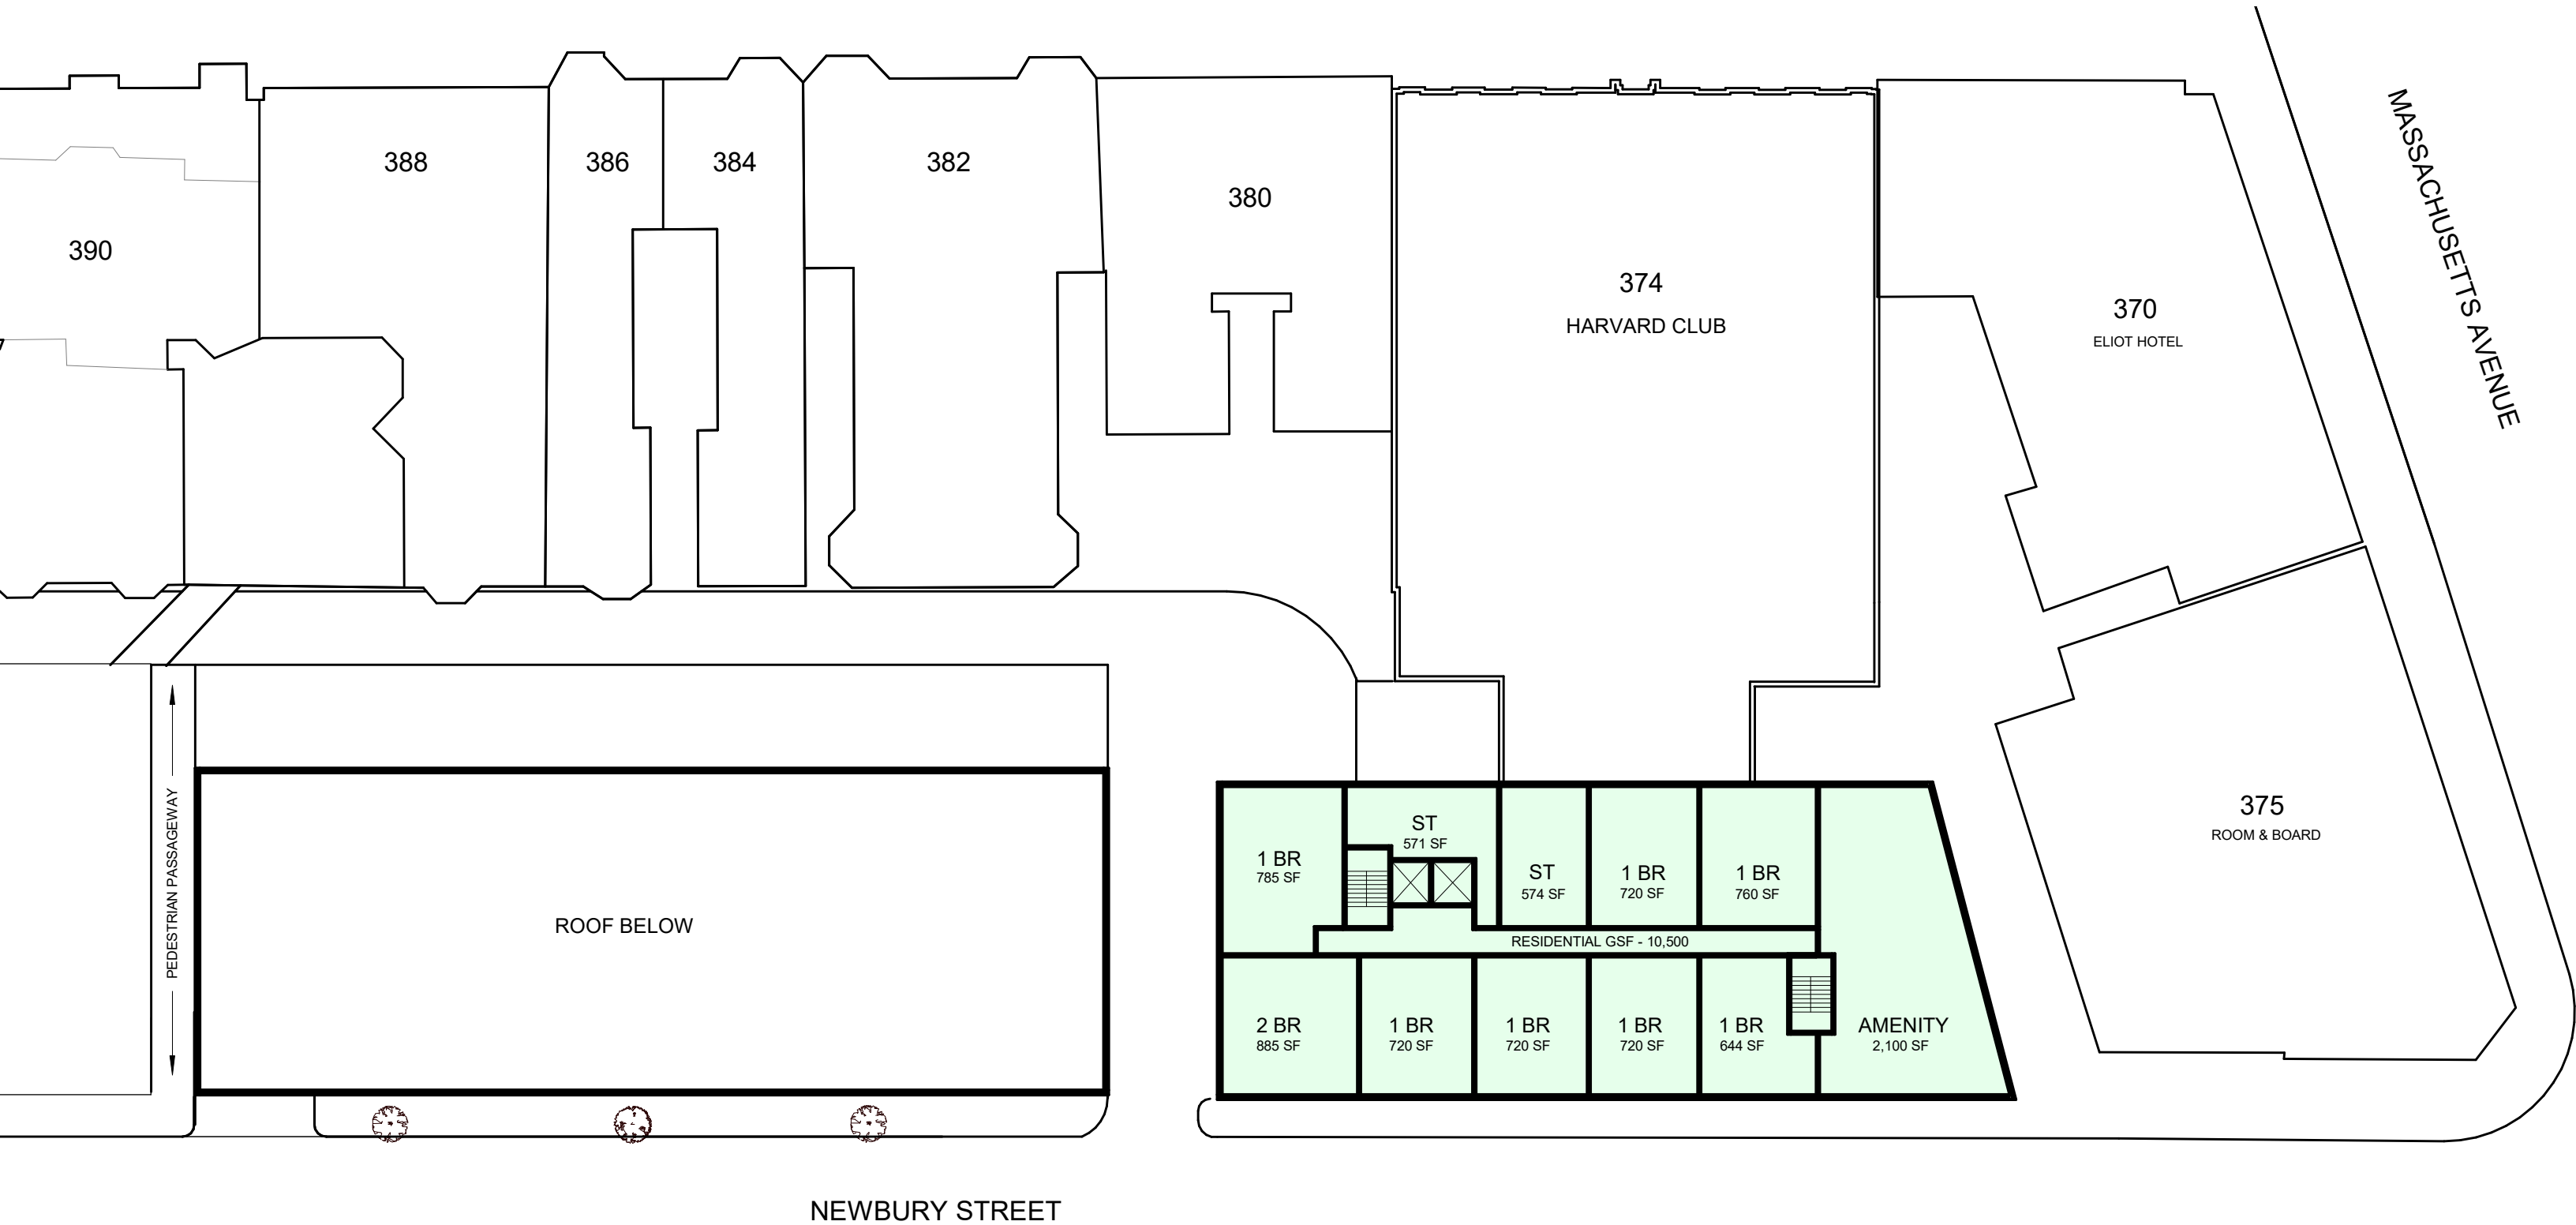 388
386
384
382
380
390
374
HARVARD CLUB
370
ELIOT HOTEL
MASSACHUSETTS AVENUE
375
ROOM & BOARD
PEDESTRIAN PASSAGEWAY
ROOF BELOW
1 BR
785 SF
ST
571 SF
ST
574 SF
1 BR
720 SF
1 BR
760 SF
RESIDENTIAL GSF - 10,500
2 BR
885 SF
1 BR
720 SF
1 BR
720 SF
1 BR
720 SF
1 BR
644 SF
AMENITY
2,100 SF
NEWBURY STREET